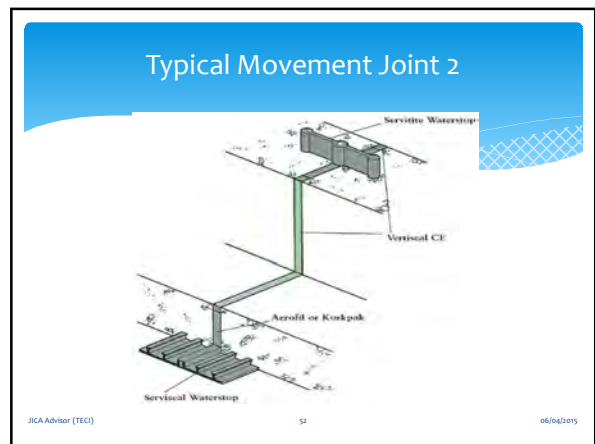 Typical Movement Joint 2
Servitite Waterstop
Vertiseal CE
Aerofil or Korkpak
Serviseal Waterstop
JICA Advisor (TECI)
52
06/04/2015